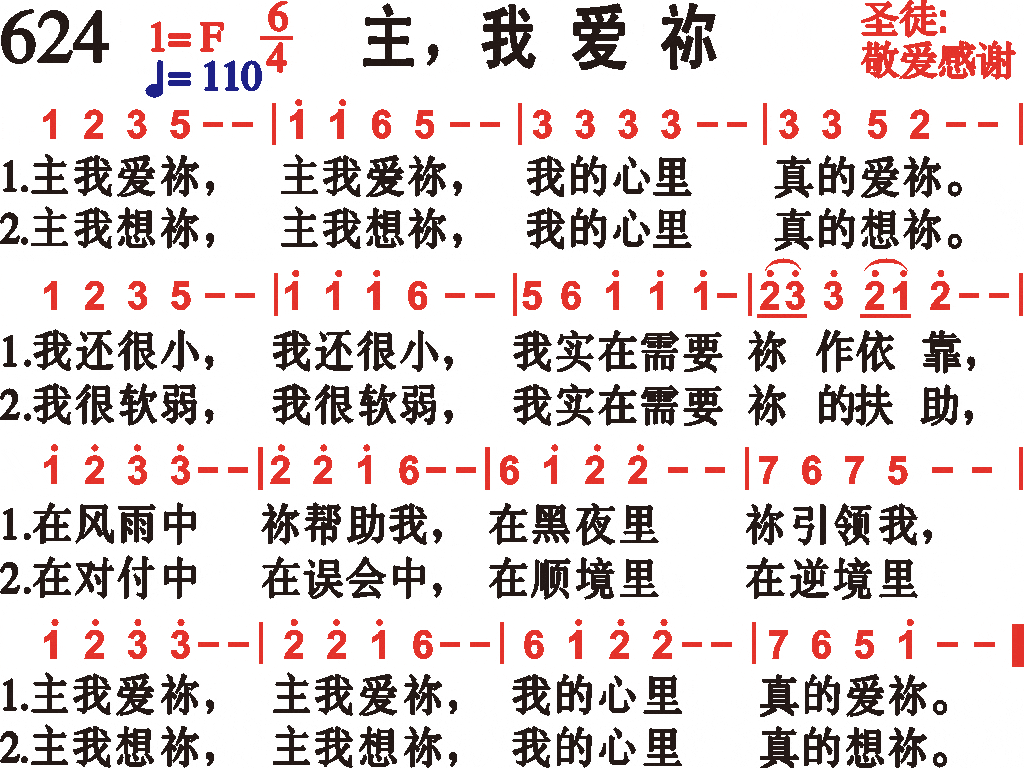 624 1= F 6/4 主，我 爱 祢 圣徒:
♩= 110 敬爱感谢
1 2 3 5 - - | i̇ i̇ 6 5 - - | 3 3 3 3 - - | 3 3 5 2 - - |
1.主我爱祢， 主我爱祢， 我的心里 真的爱祢。
2.主我想祢， 主我想祢， 我的心里 真的想祢。
1 2 3 5 - - | 1̇ 1̇ 1̇ 6 - - | 5 6 1̇ 1̇ 1̇ - | 2̇3̇ 3̇ 2̇1̇ 2̇ - - |
1.我还很小， 我还很小， 我实在需要 祢 作依 靠，
2.我很软弱， 我很软弱， 我实在需要 祢 的扶 助，
1̇ 2̇ 3̇ 3̇ - - | 2̇ 2̇ 1̇ 6 - - | 6 1̇ 2̇ 2̇ - - | 7 6 7 5 - - |
1.在风雨中 祢帮助我， 在黑夜里 祢引领我，
2.在对付中 在误会中， 在顺境里 在逆境里
1̇ 2̇ 3̇ 3̇ - - | 2̇ 2̇ 1̇ 6 - - | 6 1̇ 2̇ 2̇ - - | 7 6 5 1̇ - -
1.主我爱祢， 主我爱祢， 我的心里 真的爱祢。
2.主我想祢， 主我想祢， 我的心里 真的想祢。